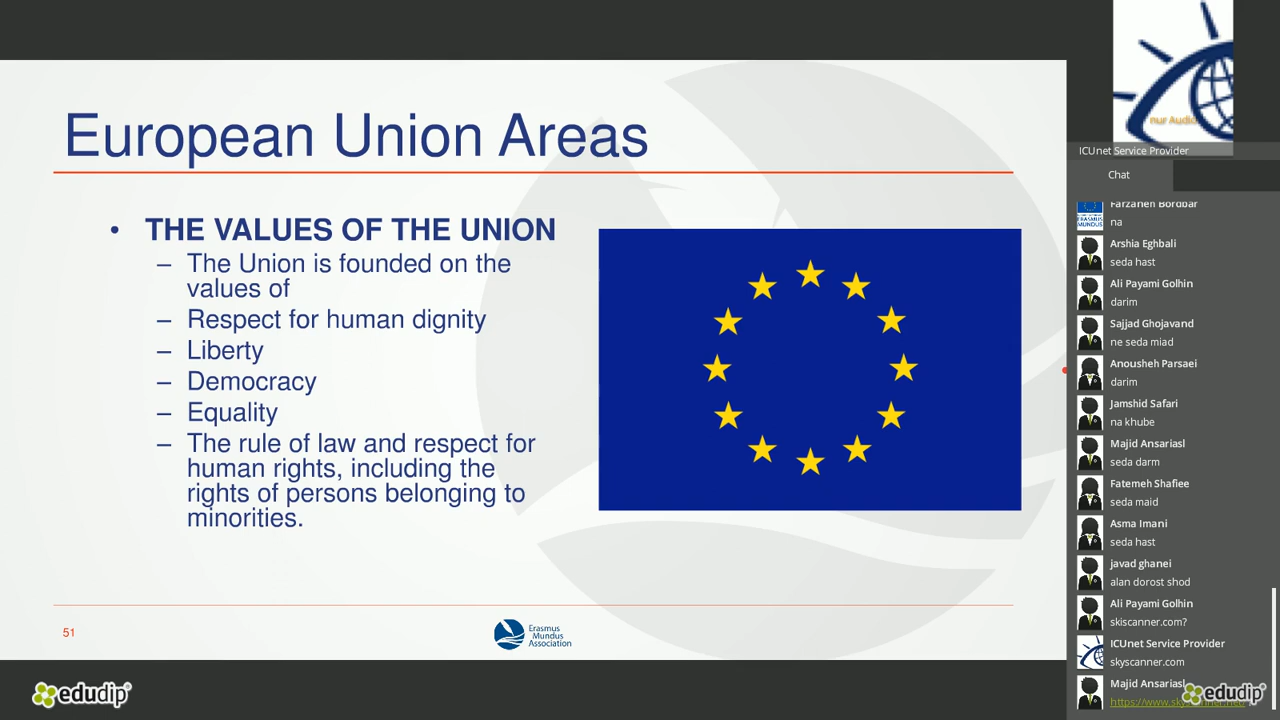 European Union Areas
• THE VALUES OF THE UNION
– The Union is founded on the
values of
– Respect for human dignity
– Liberty
– Democracy
– Equality
– The rule of law and respect for
human rights, including the
rights of persons belonging to
minorities.
51
Erasmus
Mundus
Association
edudip
nur Audio
ICUnet Service Provider
Chat
Farzaneh Bordbar
na
Arshia Eghbali
seda hast
Ali Payami Golhin
darim
Sajjad Ghojavand
ne seda miad
Anousheh Parsaei
darim
Jamshid Safari
na khube
Majid Ansariasl
seda darm
Fatemeh Shafiee
seda maid
Asma Imani
seda hast
javad ghanei
alan dorost shod
Ali Payami Golhin
skiscanner.com?
ICUnet Service Provider
skyscanner.com
Majid Ansariasl
edudip